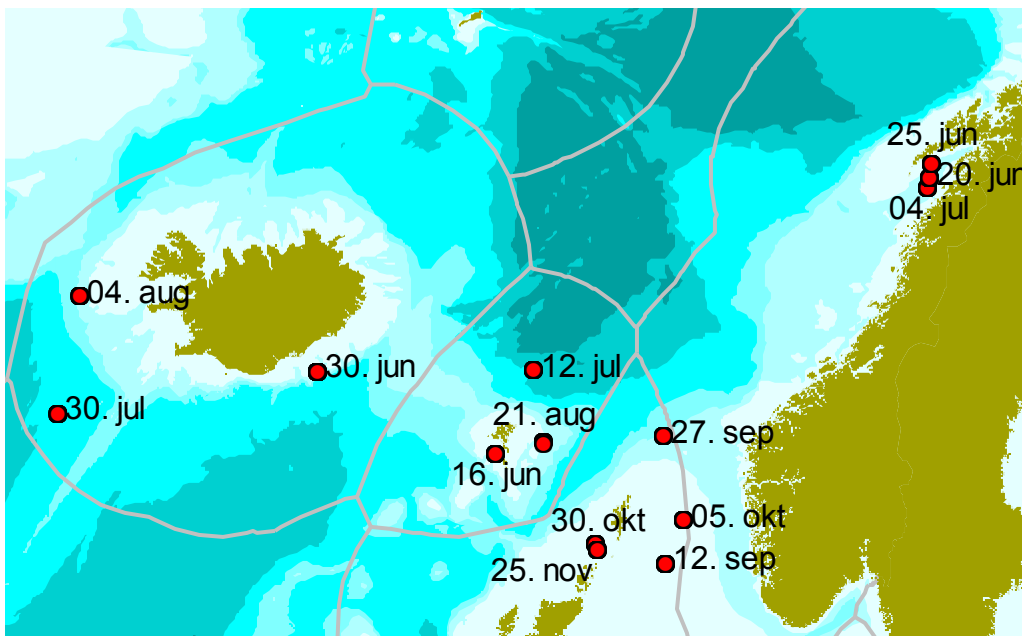 25. jun
20. jun
04. jul
04. aug
30. jun
12. jul
30. jul
21. aug
27. sep
16. jun
30. okt
05. okt
12. sep
25. nov